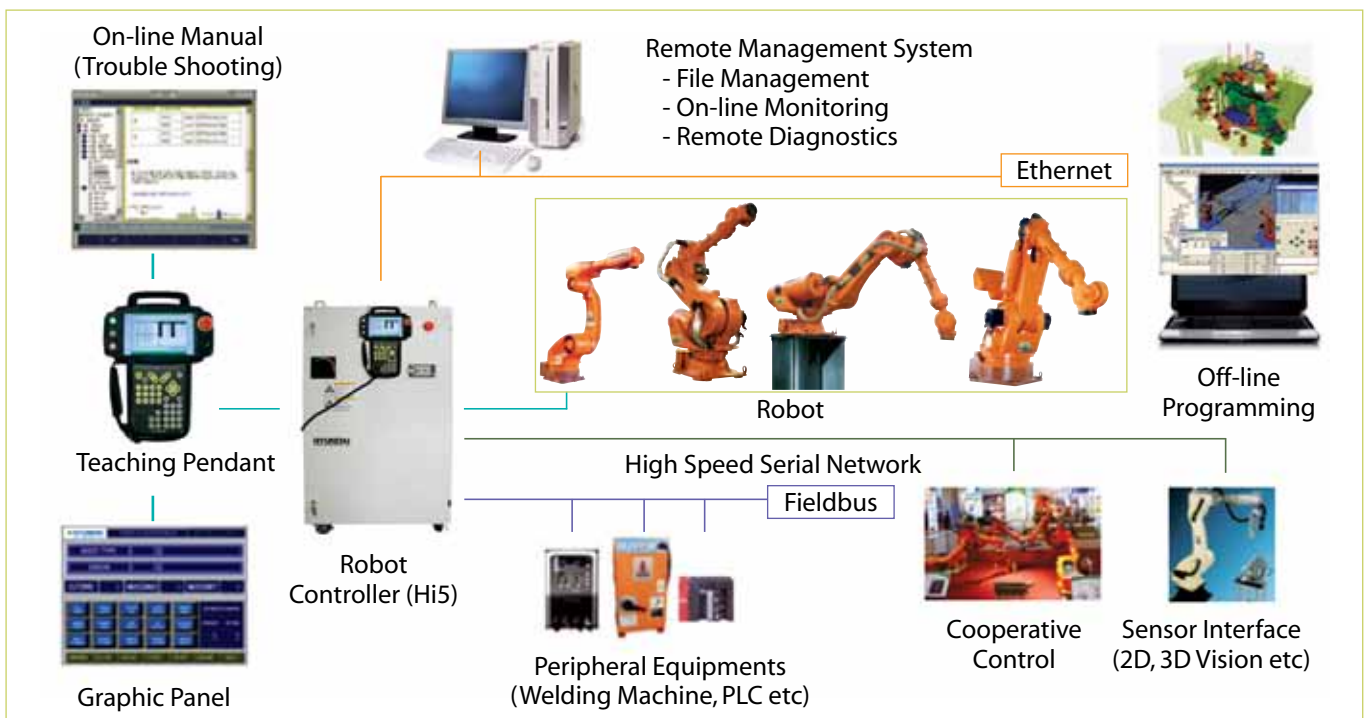 On-line Manual
(Trouble Shooting)
Remote Management System
- File Management
- On-line Monitoring
- Remote Diagnostics
Ethernet
Robot
Off-line
Programming
Teaching Pendant
High Speed Serial Network
Fieldbus
Robot
Controller (Hi5)
Graphic Panel
Peripheral Equipments
(Welding Machine, PLC etc)
Cooperative
Control
Sensor Interface
(2D, 3D Vision etc)